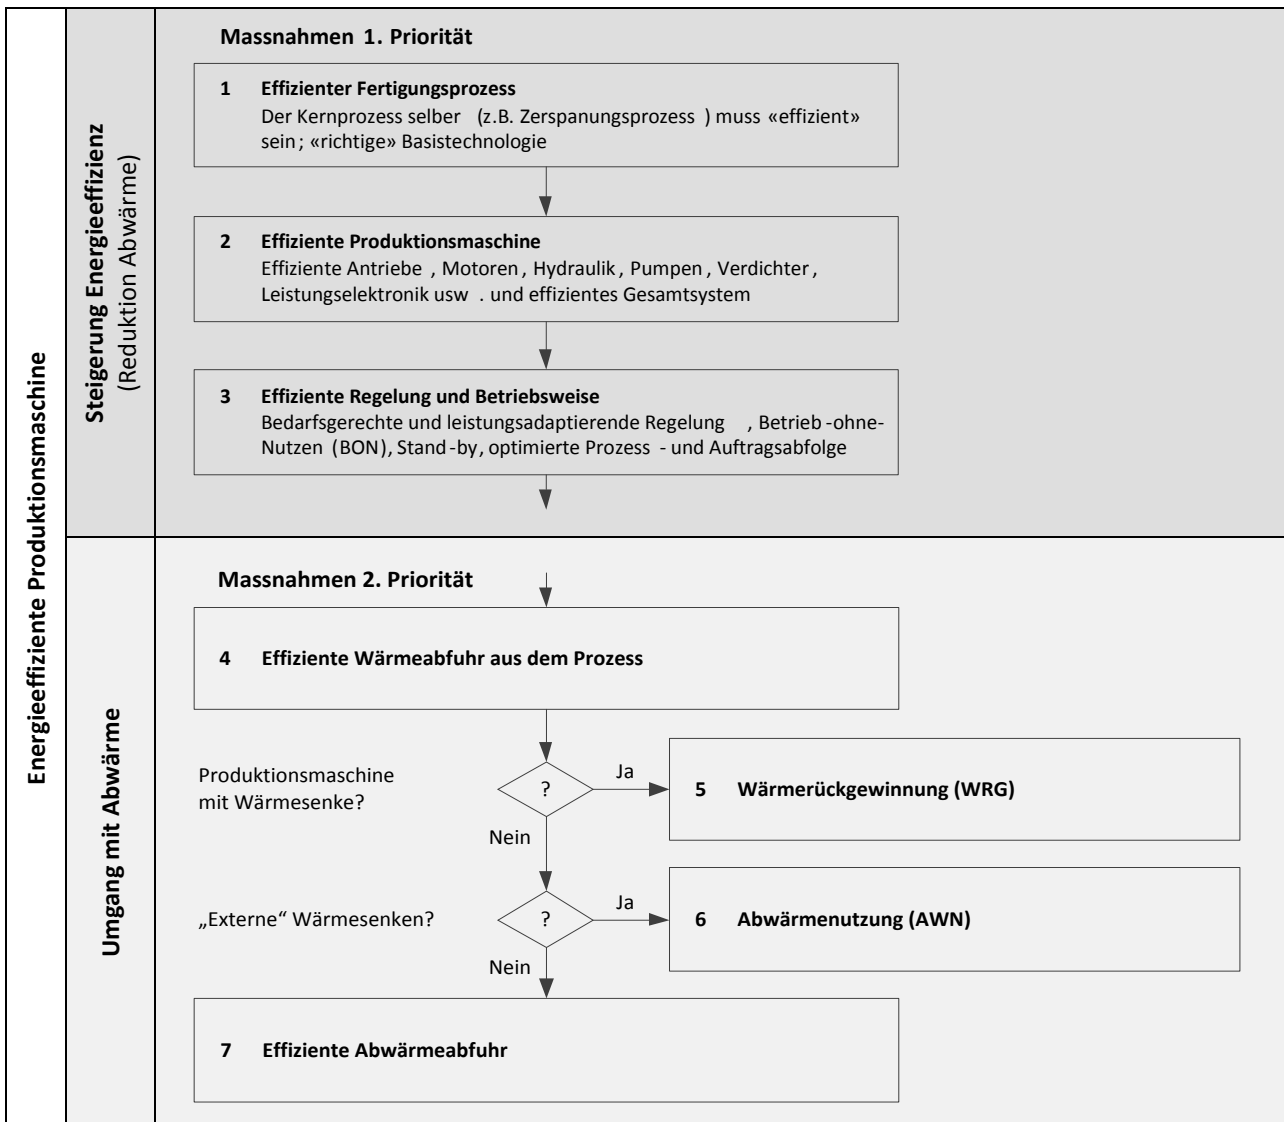 Energieeffiziente Produktionsmaschine
Steigerung Energieeffizienz
(Reduktion Abwärme)
Massnahmen 1. Priorität
1 Effizienter Fertigungsprozess
Der Kernprozess selber (z.B. Zerspanungsprozess ) muss «effizient»
sein; «richtige» Basistechnologie
2 Effiziente Produktionsmaschine
Effiziente Antriebe , Motoren, Hydraulik, Pumpen, Verdichter,
Leistungselektronik usw . und effizientes Gesamtsystem
3 Effiziente Regelung und Betriebsweise
Bedarfsgerechte und leistungsadaptierende Regelung , Betrieb-ohne-
Nutzen (BON), Stand-by, optimierte Prozess - und Auftragsabfolge
Umgang mit Abwärme
Massnahmen 2. Priorität
4 Effiziente Wärmeabfuhr aus dem Prozess
Produktionsmaschine
mit Wärmesenke?
?
Ja
5 Wärmerückgewinnung (WRG)
Nein
„Externe“ Wärmesenken?
?
Ja
6 Abwärmenutzung (AWN)
Nein
7 Effiziente Abwärmeabfuhr